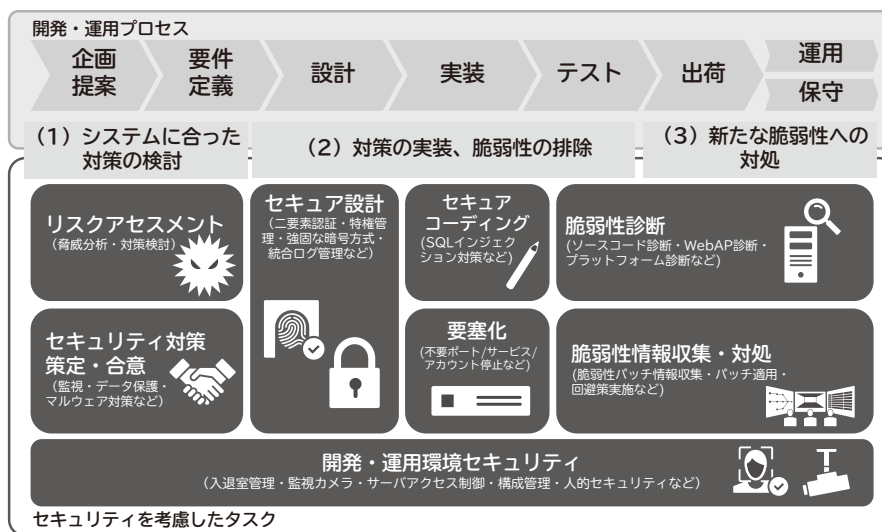 開発・運用プロセス
企画
提案
要件
定義
設計
実装
テスト
出荷
運用
保守
（1）システムに合った
対策の検討
（2）対策の実装、脆弱性の排除
（3）新たな脆弱性への
対処
リスクアセスメント
（脅威分析・対策検討）
セキュリティ対策
策定・合意
（監視・データ保護・
マルウェア対策など）
セキュア設計
（二要素認証・特権管
理・強固な暗号方式・
統合ログ管理など）
セキュア
コーディング
（SQLインジェク
ション対策など）
要塞化
（不要ポート/サービス/
アカウント停止など）
脆弱性診断
（ソースコード診断・WebAP診断・
プラットフォーム診断など）
脆弱性情報収集・対処
（脆弱性パッチ情報収集・パッチ適用・
回避策実施など）
開発・運用環境セキュリティ
（入退室管理・監視カメラ・サーバアクセス制御・構成管理・人的セキュリティなど）
セキュリティを考慮したタスク